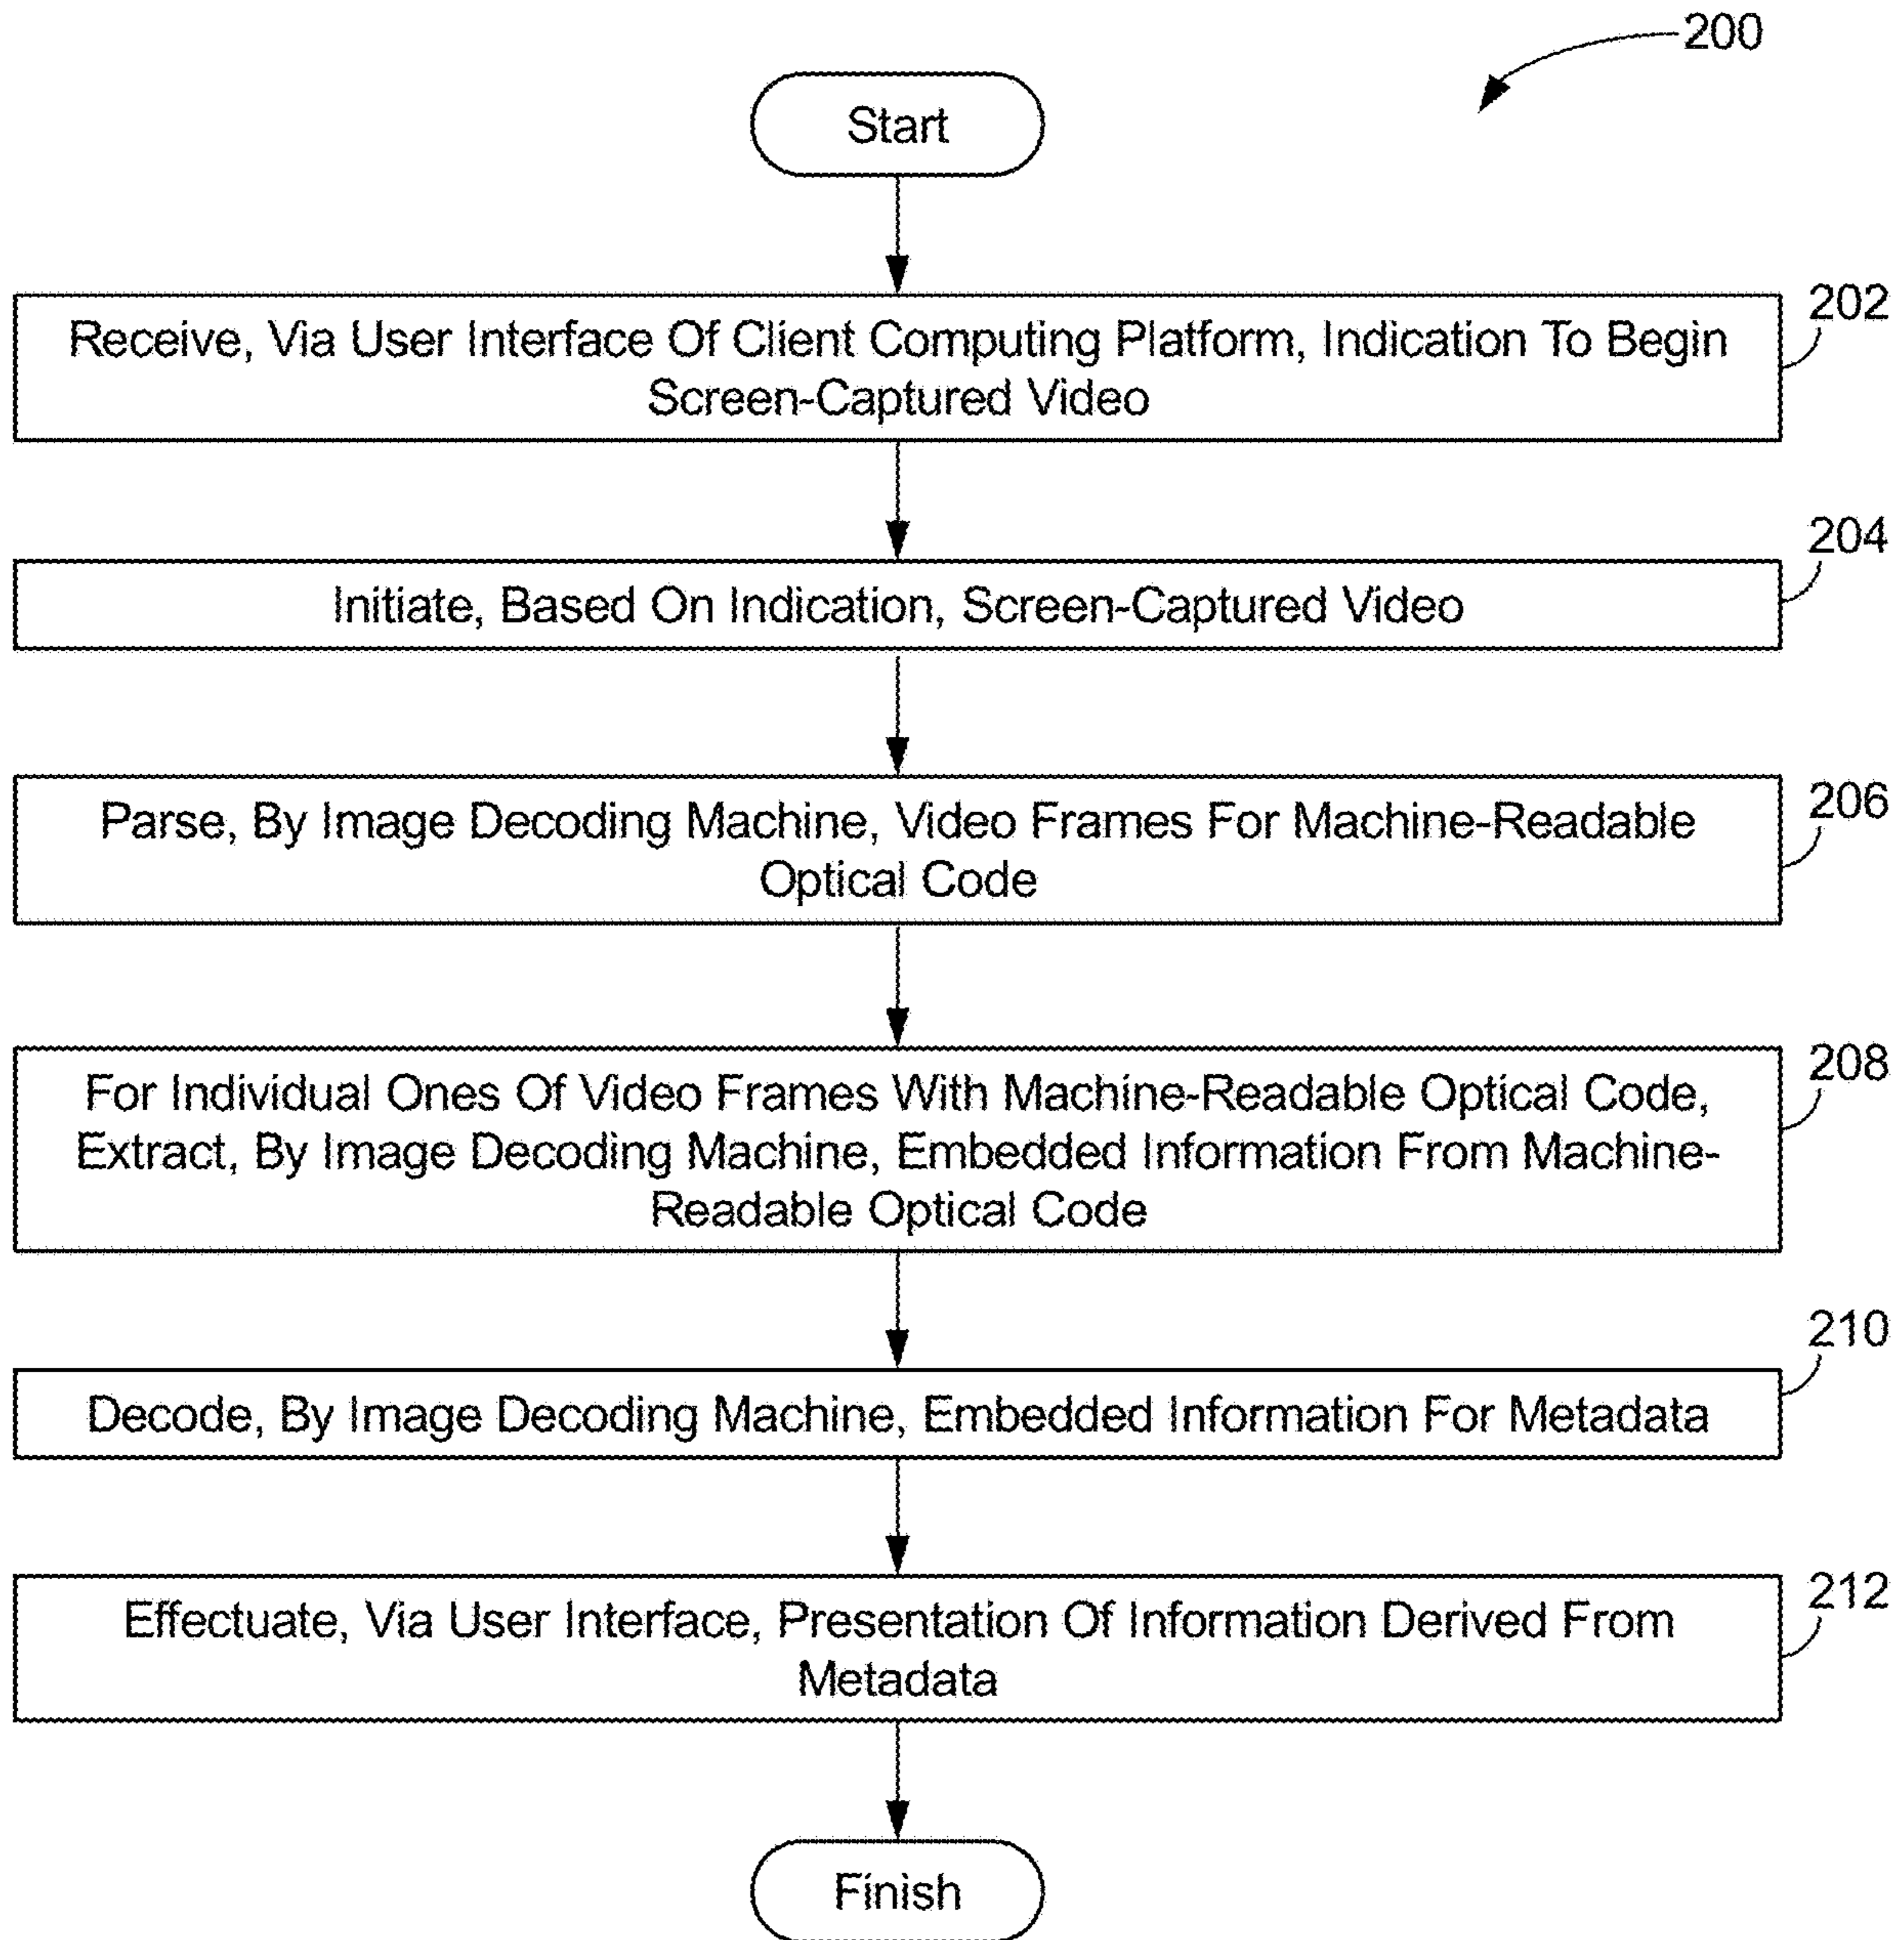 200
Start
202
Receive, Via User Interface Of Client Computing Platform, Indication To Begin
Screen-Captured Video
204
Initiate, Based On Indication, Screen-Captured Video
206
Parse, By Image Decoding Machine, Video Frames For Machine-Readable
Optical Code
208
For Individual Ones Of Video Frames With Machine-Readable Optical Code,
Extract, By Image Decoding Machine, Embedded Information From Machine-
Readable Optical Code
210
Decode, By Image Decoding Machine, Embedded Information For Metadata
212
Effectuate, Via User Interface, Presentation Of Information Derived From
Metadata
Finish